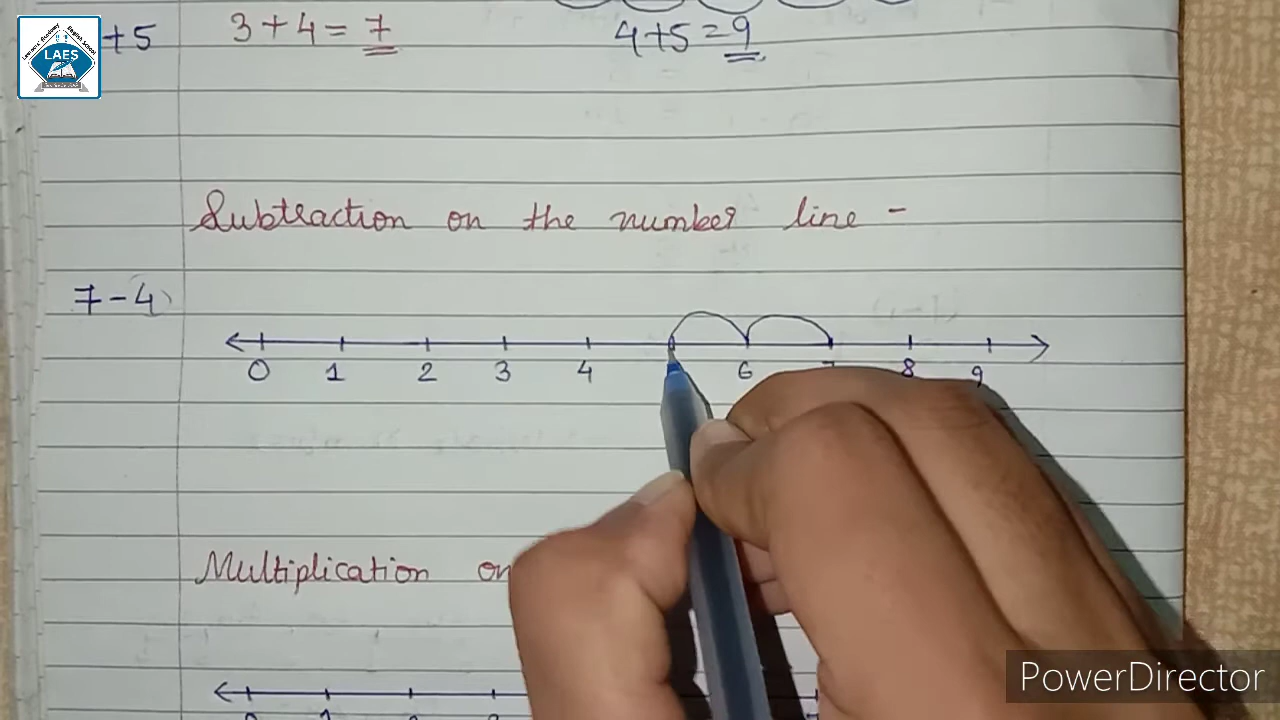 LAES
+5 3+4=7 4+5=9
Subtraction on the number line -
7-4
0 1 2 3 4 6 7 8 9
Multiplication on
PowerDirector